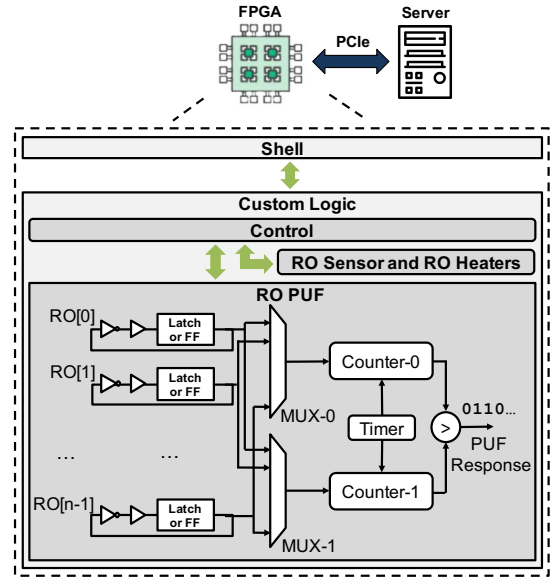 FPGA
Server
PCIe
Shell
Custom Logic
Control
RO Sensor and RO Heaters
RO PUF
RO[0]
Latch
or FF
RO[1]
Latch
or FF
... ...
RO[n-1]
Latch
or FF
MUX-0
MUX-1
Counter-0
Timer
Counter-1
>
0110...
PUF
Response